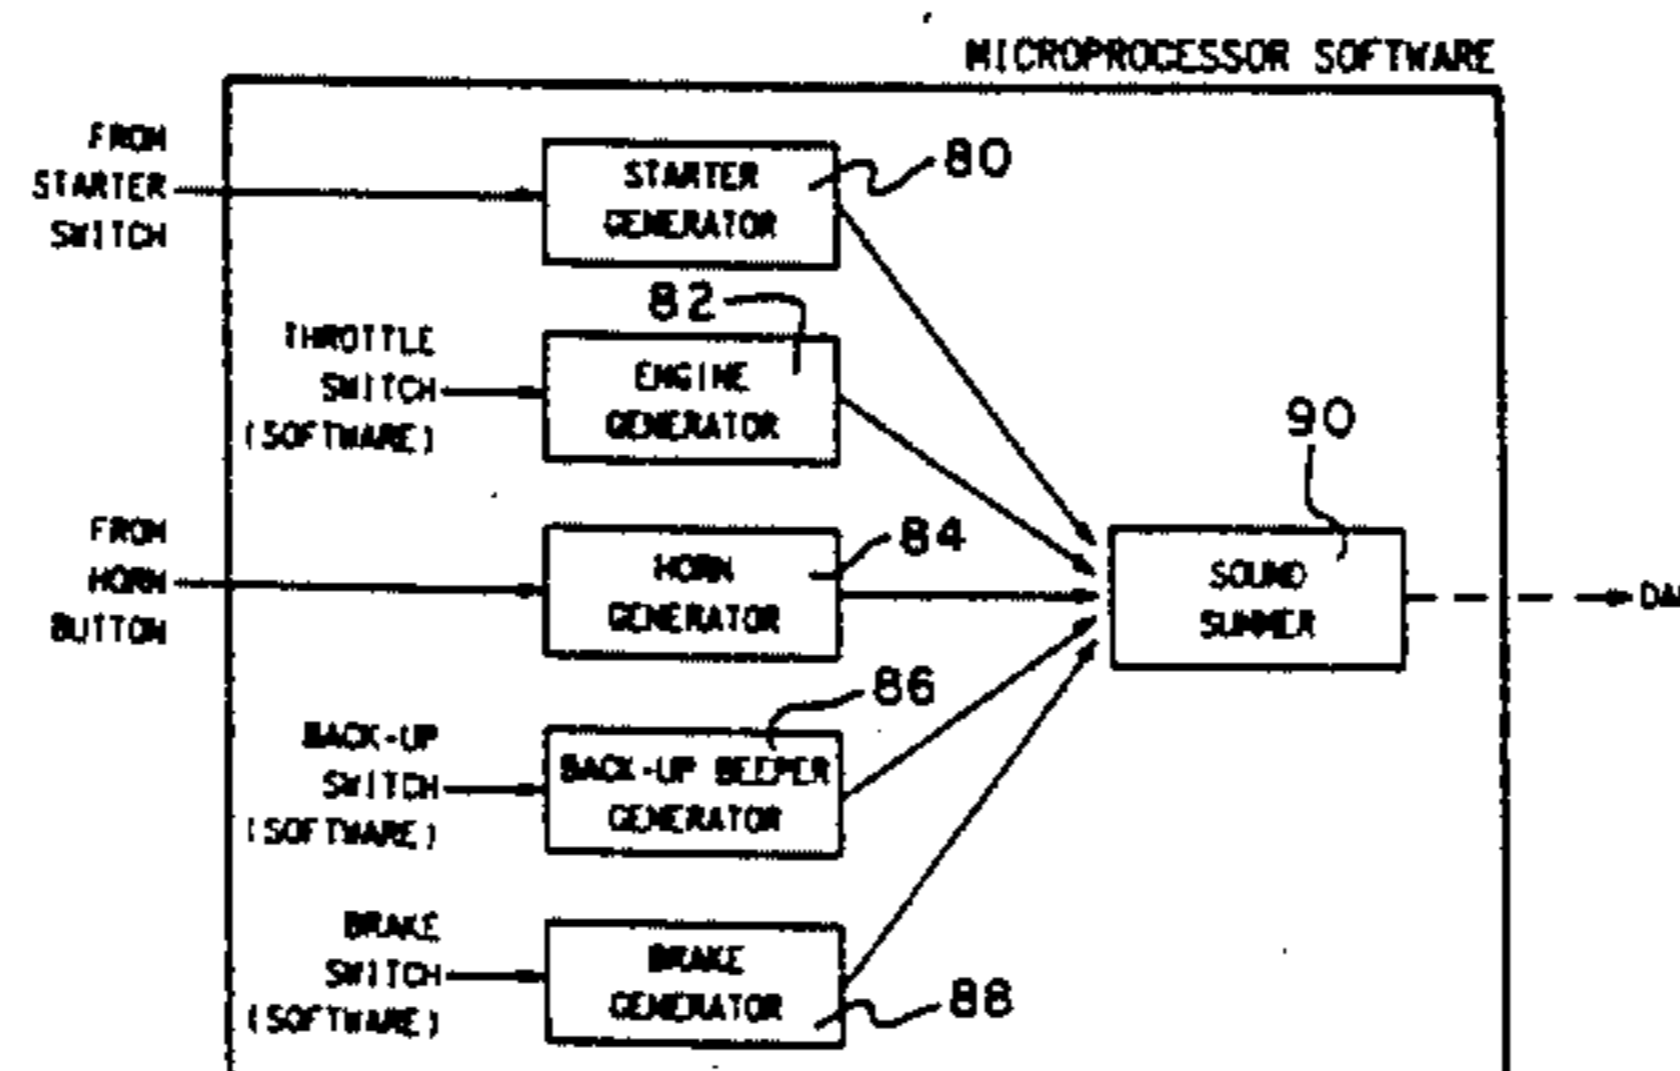 MICROPROCESSOR SOFTWARE
FROM
STARTER
SWITCH
STARTER
GENERATOR
80
82
THROTTLE
SWITCH
(SOFTWARE)
ENGINE
GENERATOR
90
FROM
HORN
BUTTON
HORN
GENERATOR
84
SOUND
SUMMER
86
BACK-UP
SWITCH
(SOFTWARE)
BACK-UP BEEPER
GENERATOR
BRAKE
SWITCH
(SOFTWARE)
BRAKE
GENERATOR
88